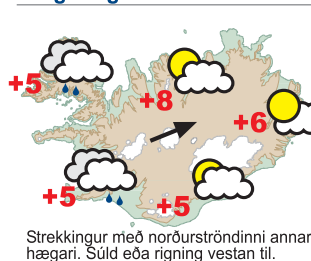 +5
+8
+6
+5
+5
Strekkingur með norðurströndinni annar
hægari. Súld eða rigning vestan til.